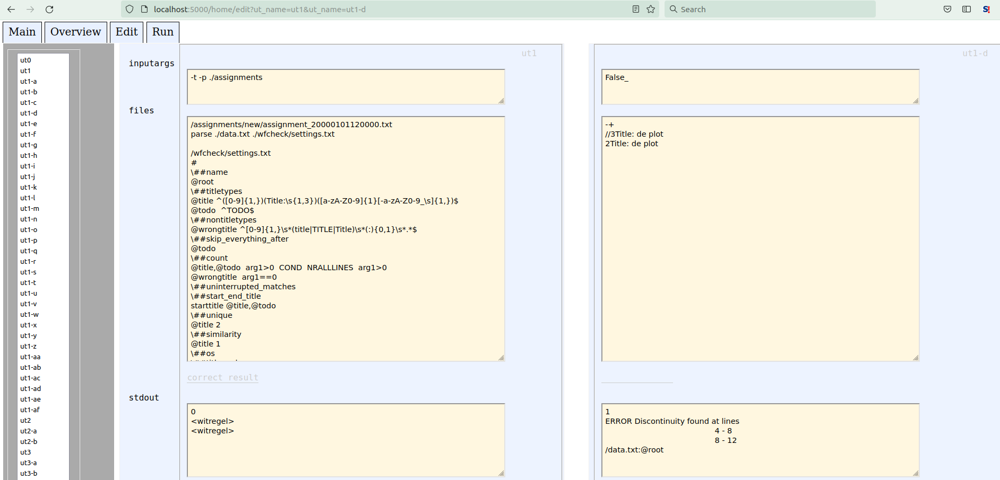 localhost:5000/home/edit?ut_name=ut1&ut_name=ut1-d
Search
S!
Main
Overview
Edit
Run
ut0
ut1
ut1-a
ut1-b
ut1-c
ut1-d
ut1-e
ut1-f
ut1-g
ut1-h
ut1-i
ut1-j
ut1-k
ut1-l
ut1-m
ut1-n
ut1-o
ut1-p
ut1-q
ut1-r
ut1-s
ut1-t
ut1-u
ut1-v
ut1-w
ut1-x
ut1-y
ut1-z
ut1-aa
ut1-ab
ut1-ac
ut1-ad
ut1-ae
ut1-af
ut2
ut2-a
ut2-b
ut3
ut3-a
ut3-b
ut1
inputargs
-t -p ./assignments
files
/assignments/new/assignment_20000101120000.txt
parse ./data.txt ./wfcheck/settings.txt
/wfcheck/settings.txt
#
\##name
@root
\##titletypes
@title ^([0-9]{1,})(Title:\s{1,3})([a-zA-Z0-9]{1}[-a-zA-Z0-9_\s]{1,})$
@todo  ^TODO$
\##nontitletypes
@wrongtitle ^[0-9]{1,}\s*(title|TITLE|Title)\s*(:){0,1}\s*.*$
\##skip_everything_after
@todo
\##count
@title,@todo  arg1>0  COND  NRALLLINES  arg1>0
@wrongtitle  arg1==0
\##uninterrupted_matches
\##start_end_title
starttitle @title,@todo
\##unique
@title 2
\##similarity
@title 1
\##os
correct result
stdout
0
<witregel>
<witregel>
ut1-d
False_
-+
//3Title: de plot
2Title: de plot
1
ERROR Discontinuity found at lines
4 - 8
8 - 12
/data.txt:@root